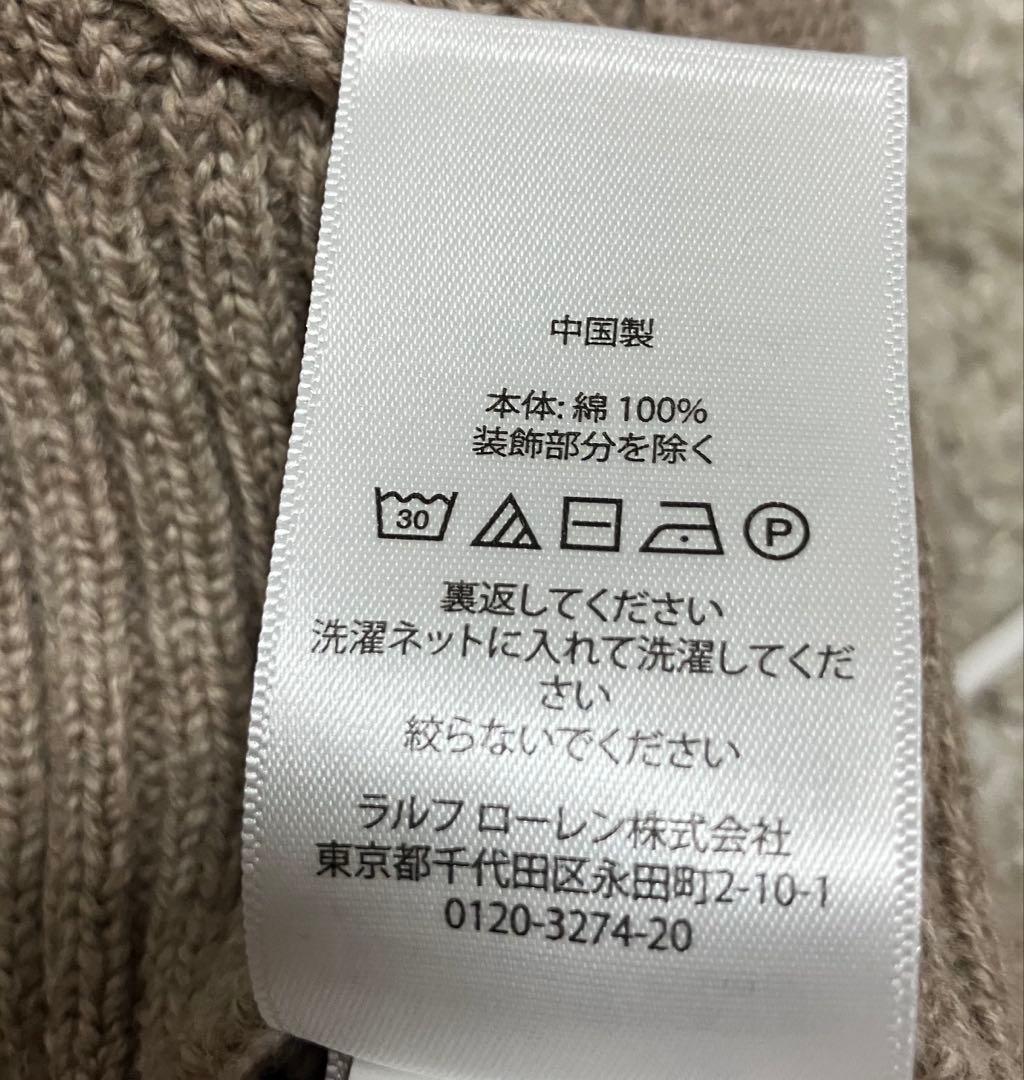 中国製
本体: 綿 100%
装飾部分を除く
30 P
裏返してください
洗濯ネットに入れて洗濯してくだ
さい
絞らないでください
ラルフ ローレン株式会社
東京都千代田区永田町2-10-1
0120-3274-20